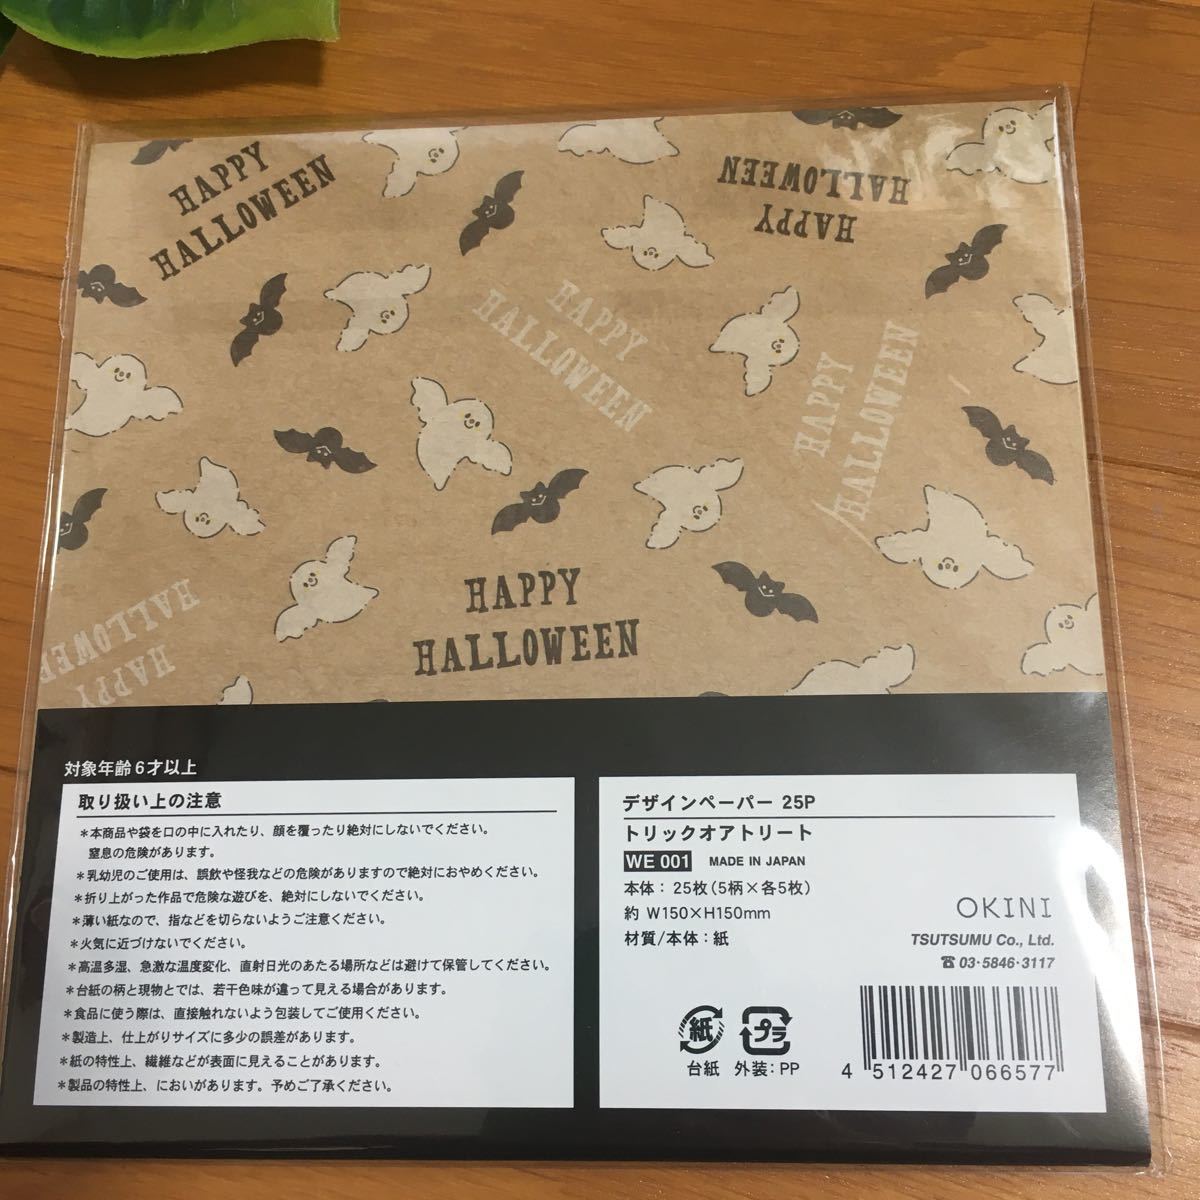 HAPPY
HALLOWEEN
HAPPY
HALLOWEEN
HAPPY
HALLOWEEN
HAPPY
HALLOWEEN
HAPPY
HALLOWEEN
HAPPY
HALLOWEEN
対象年齢6才以上
取り扱い上の注意
＊本商品や袋を口の中に入れたり、顔を覆ったり絶対にしないでください。
窒息の危険があります。
＊乳幼児のご使用は、誤飲や怪我などの危険がありますので絶対におやめください。
＊折り上がった作品で危険な遊びを、絶対にしないでください。
＊薄い紙なので、指などを切らないようご注意ください。
＊火気に近づけないでください。
＊高温多湿、急激な温度変化、直射日光のあたる場所などは避けて保管してください。
＊台紙の柄と現物とでは、若干色味が違って見える場合があります。
＊食品に使う際は、直接触れないよう包装してご使用ください。
＊製造上、仕上がりサイズに多少の誤差があります。
＊紙の特性上、繊維などが表面に見えることがあります。
＊製品の特性上、においがあります。予めご了承ください。
デザインペーパー 25P
トリックオアトリート
WE 001 MADE IN JAPAN
本体：25枚(5柄×各5枚)
約 W150×H150mm
材質/本体：紙
OKINI
TSUTSUMU Co., Ltd.
☎03・5846・3117
紙 プラ
台紙 外装：PP
4 512427 066577